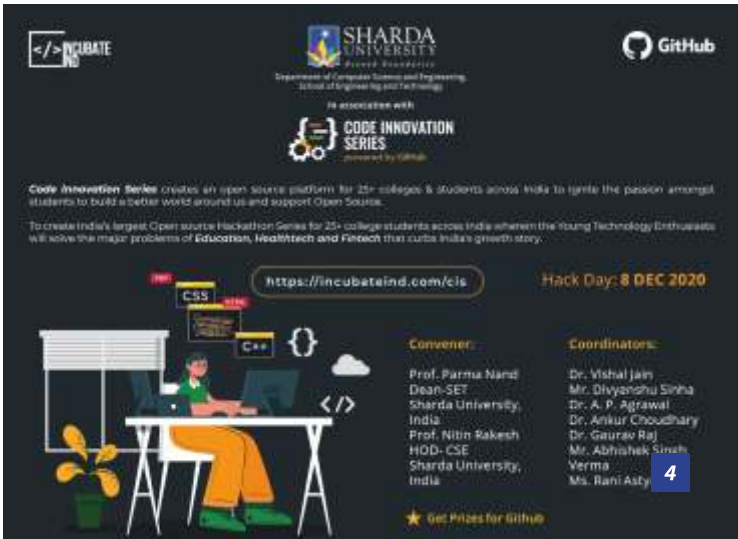 </> INCUBATE
IND
SHARDA
UNIVERSITY
Beyond Boundaries
GitHub
Department of Computer Science and Engineering,
School of Engineering and Technology
In association with
CODE INNOVATION
SERIES
powered by GitHub
Code Innovation Series creates an open source platform for 25+ colleges & students across India to ignite the passion amongst
students to build a better world around us and support Open Source.
To create India's largest Open source Hackathon Series for 25+ college students across India wherein the Young Technology Enthusiasts
will solve the major problems of Education, Healthtech and Fintech that curbs India's growth story.
https://incubateind.com/cis
Hack Day: 8 DEC 2020
PHP
CSS
HTML
C++
{}
</>
Convener:
Prof. Parma Nand
Dean-SET
Sharda University,
India
Prof. Nitin Rakesh
HOD- CSE
Sharda University,
India
Coordinators:
Dr. Vishal Jain
Mr. Divyanshu Sinha
Dr. A. P. Agrawal
Dr. Ankur Choudhary
Dr. Gaurav Raj
Mr. Abhishek Singh
Verma
Ms. Rani
4
Get Prizes for Github